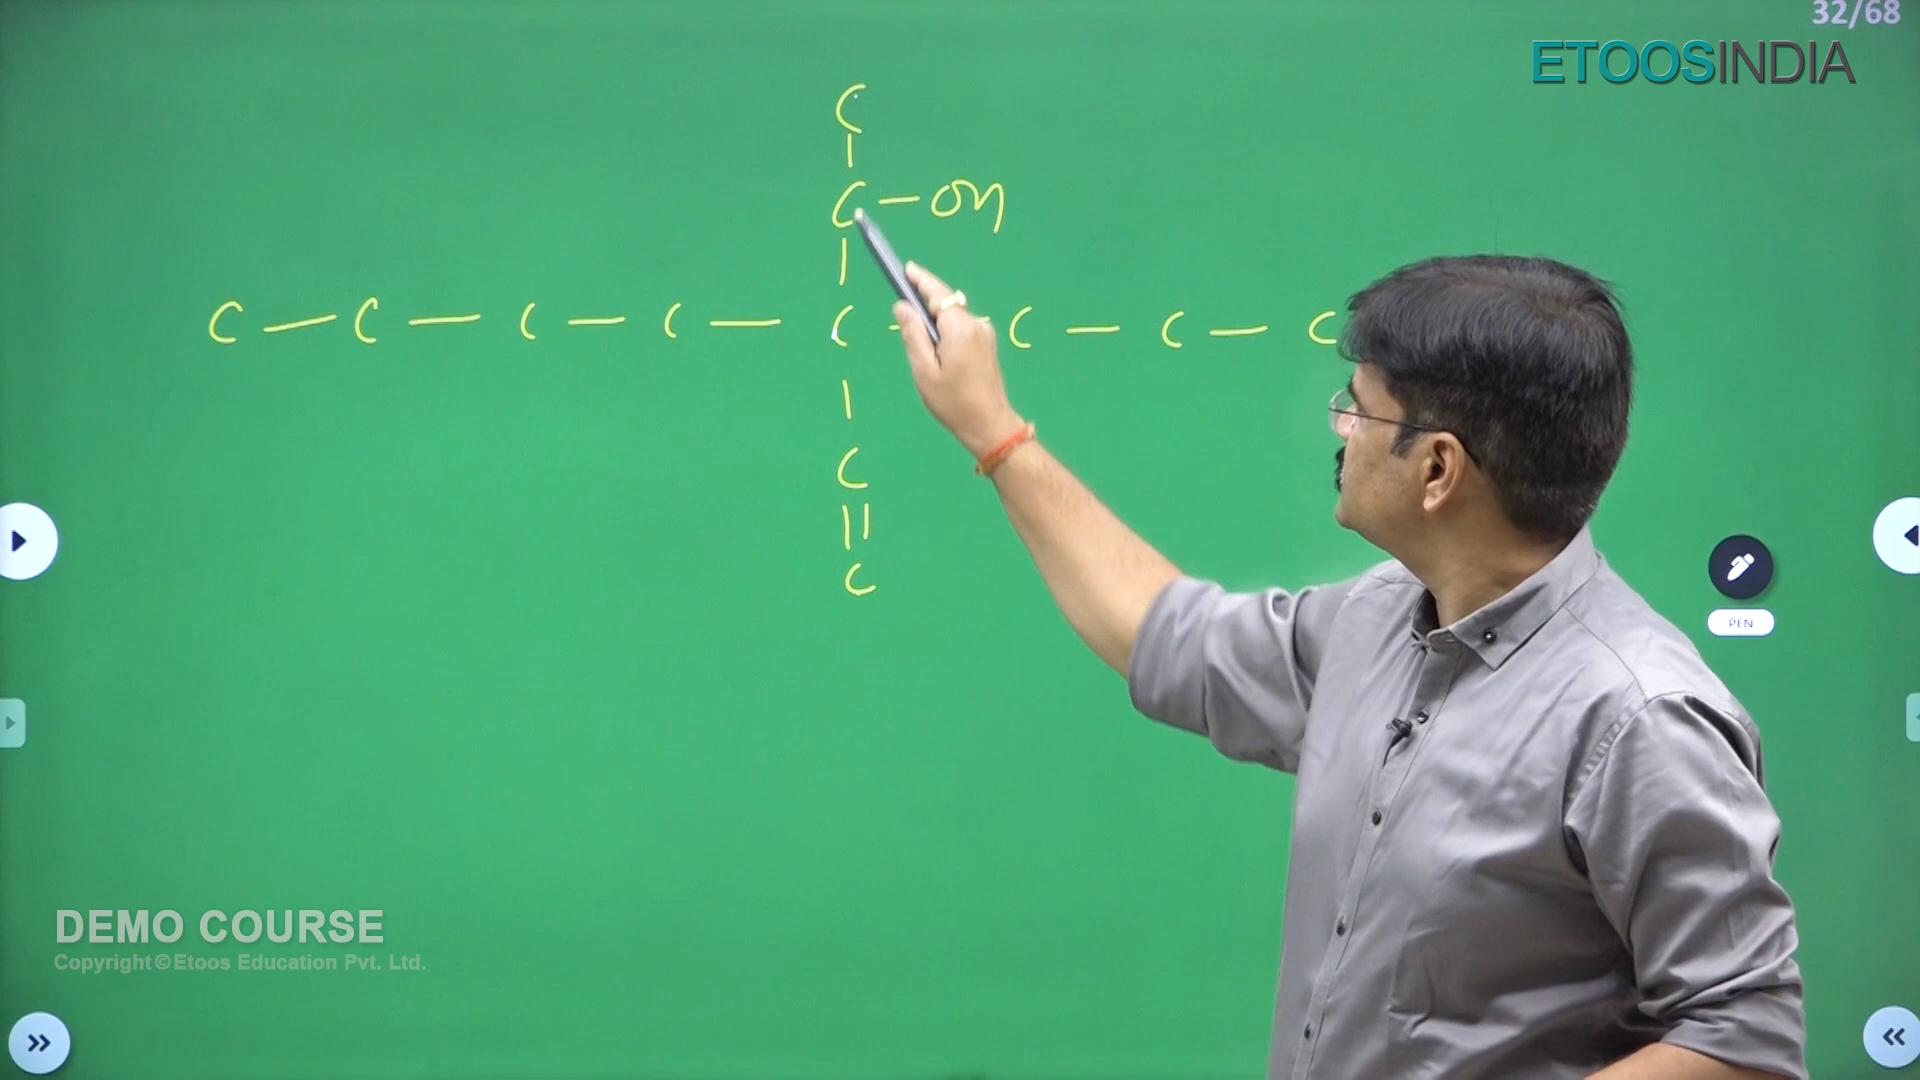 32/68
ETOOSINDIA
C
C — OH
C — C — C — C — C — C — C — C
C
C
PEN
DEMO COURSE
Copyright © Etoos Education Pvt. Ltd.